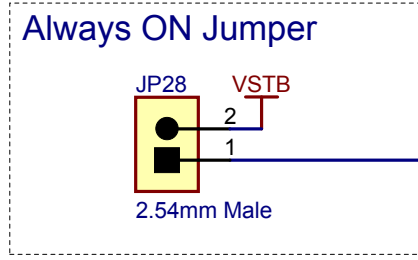 Always ON Jumper
JP28 VSTB
2
1
2.54mm Male